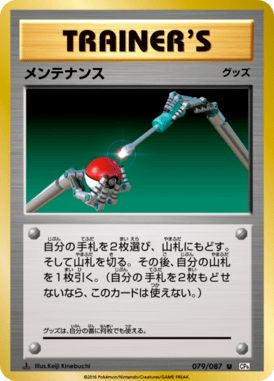 TRAINER'S
メンテナンス
グッズ
自分の手札を2枚選び、山札にもどす。
そして山札を切る。その後、自分の山札
を1枚引く。（自分の手札を2枚もどせ
ないなら、このカードは使えない。）
グッズは、自分の番に何枚でも使える。
Illus.Keiji Kinebuchi
079/087 U CP6
©2016 Pokémon/Nintendo/Creatures/GAME FREAK.